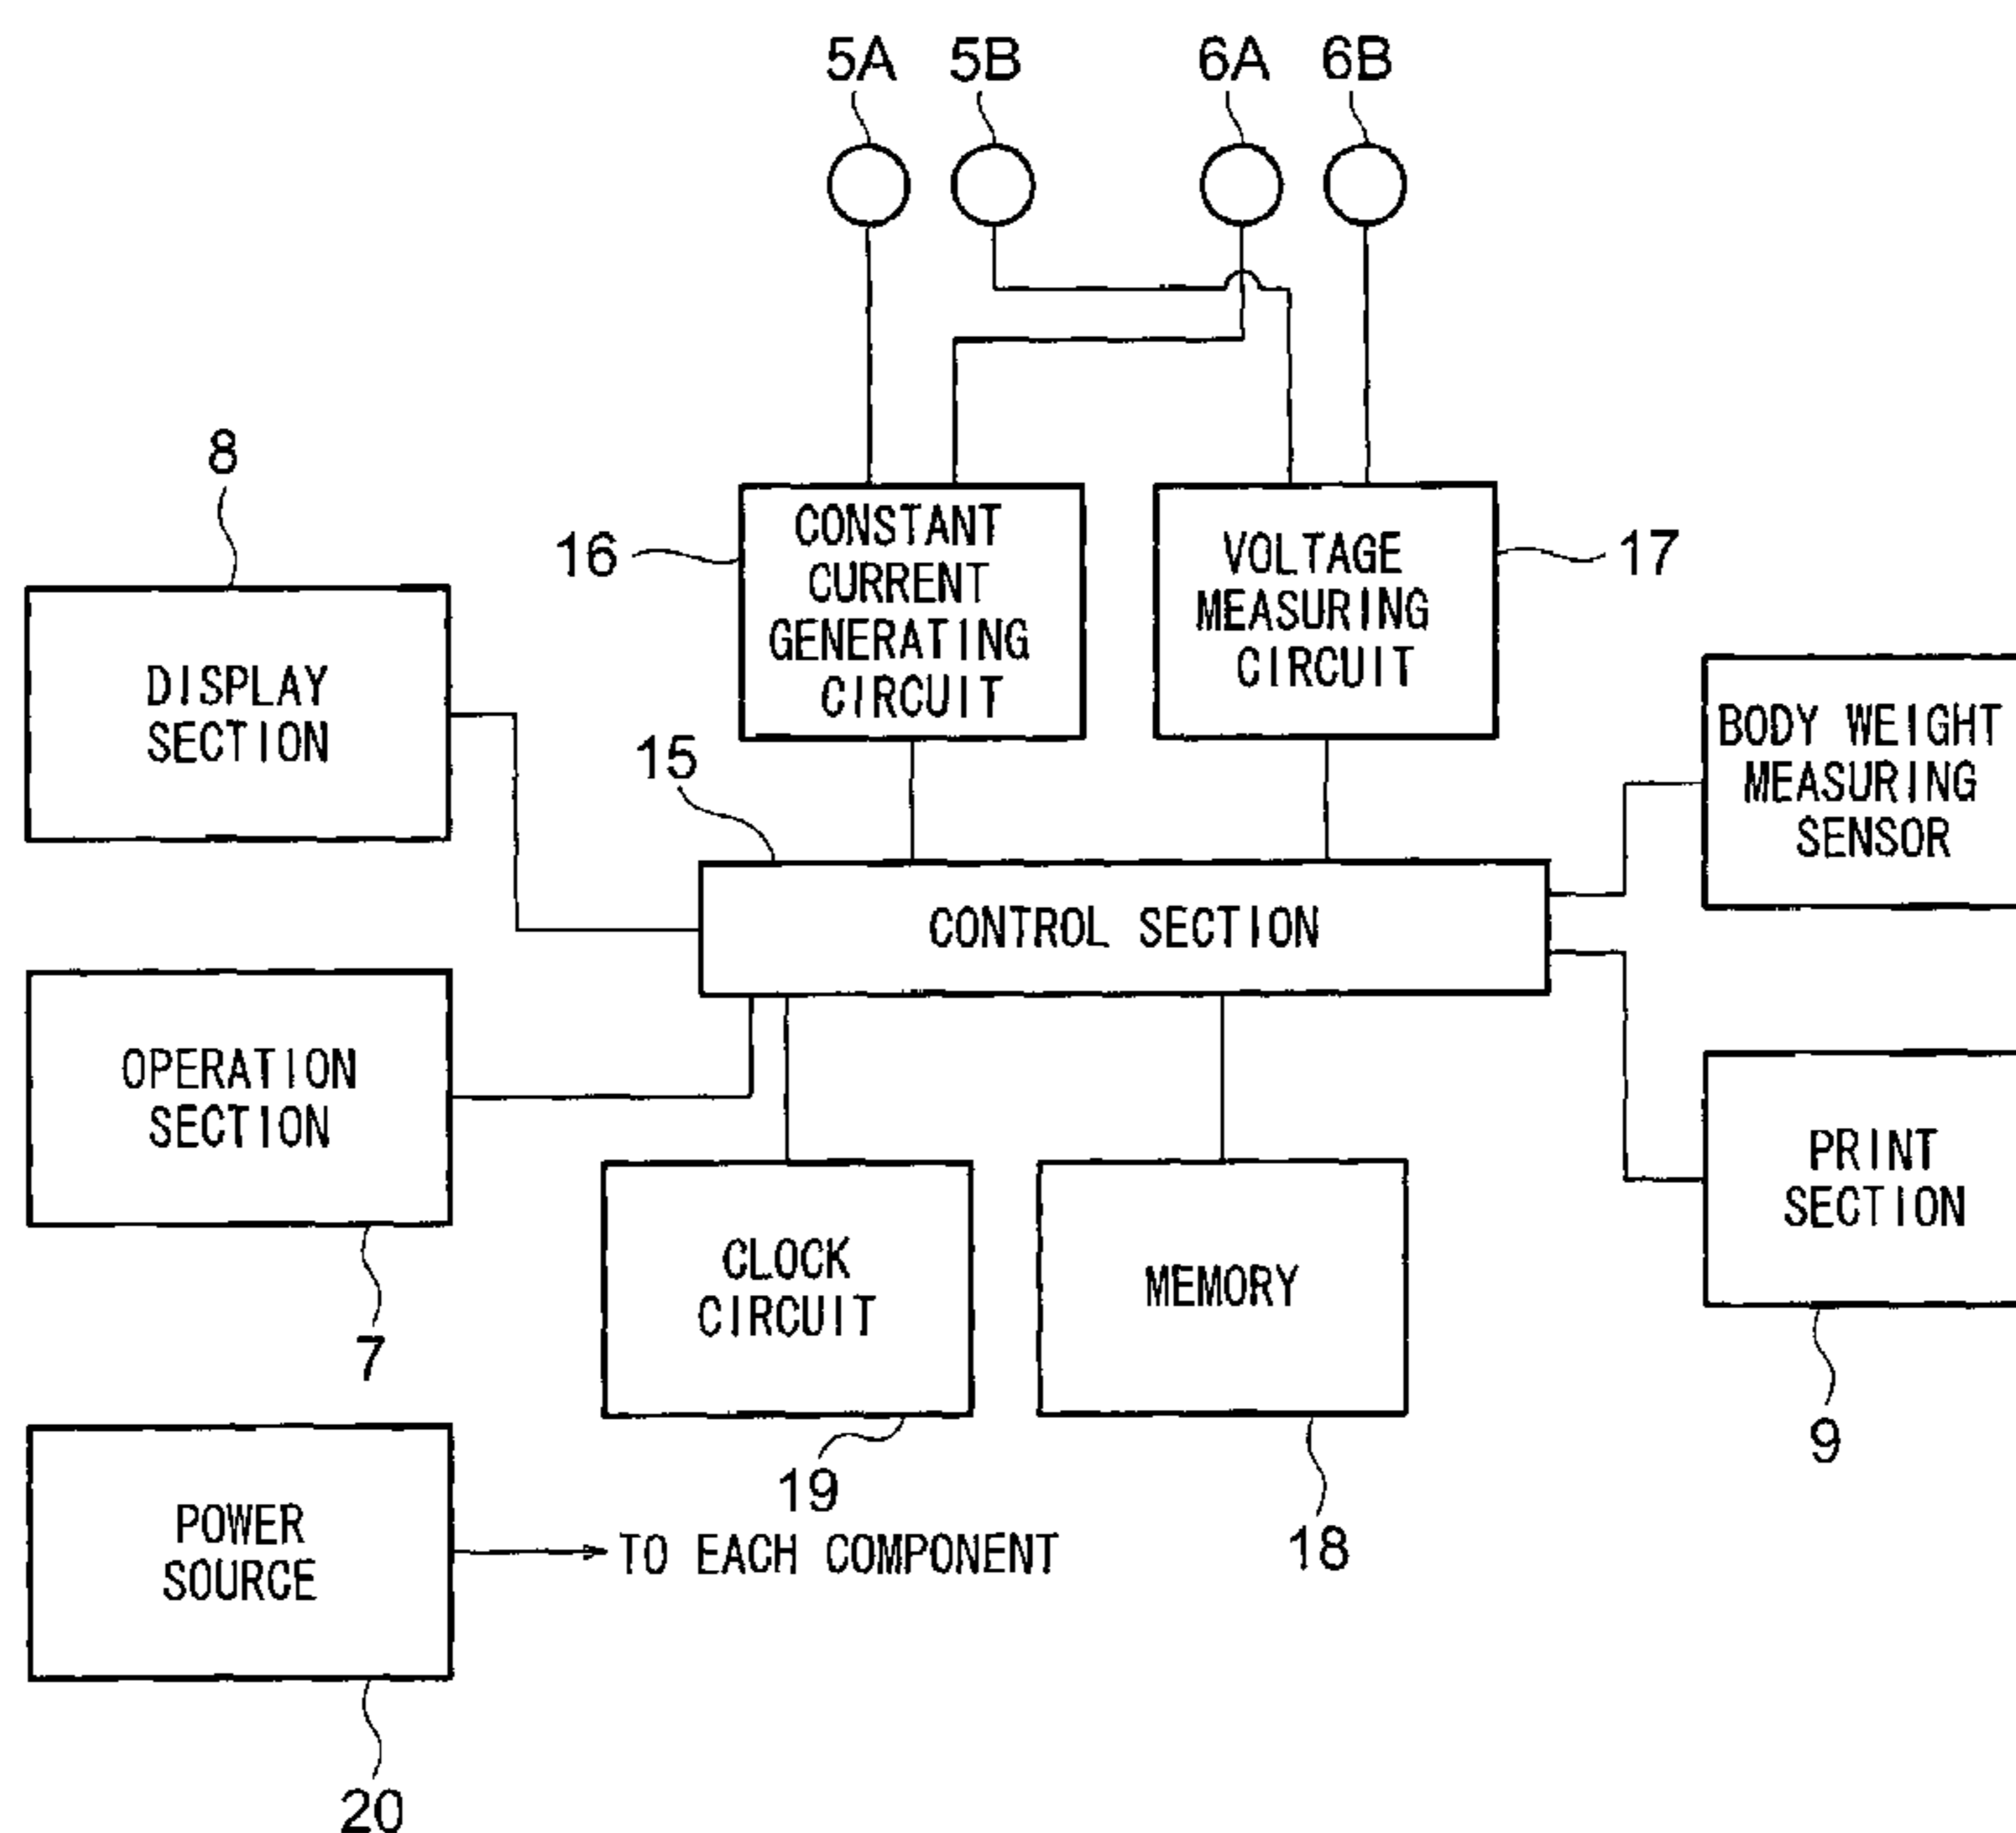 5A 5B 6A 6B
8
16
CONSTANT
CURRENT
GENERATING
CIRCUIT
VOLTAGE
MEASURING
CIRCUIT
17
DISPLAY
SECTION
15
BODY WEIGHT
MEASURING
SENSOR
CONTROL SECTION
OPERATION
SECTION
7
CLOCK
CIRCUIT
19
MEMORY
18
PRINT
SECTION
9
POWER
SOURCE
TO EACH COMPONENT
20